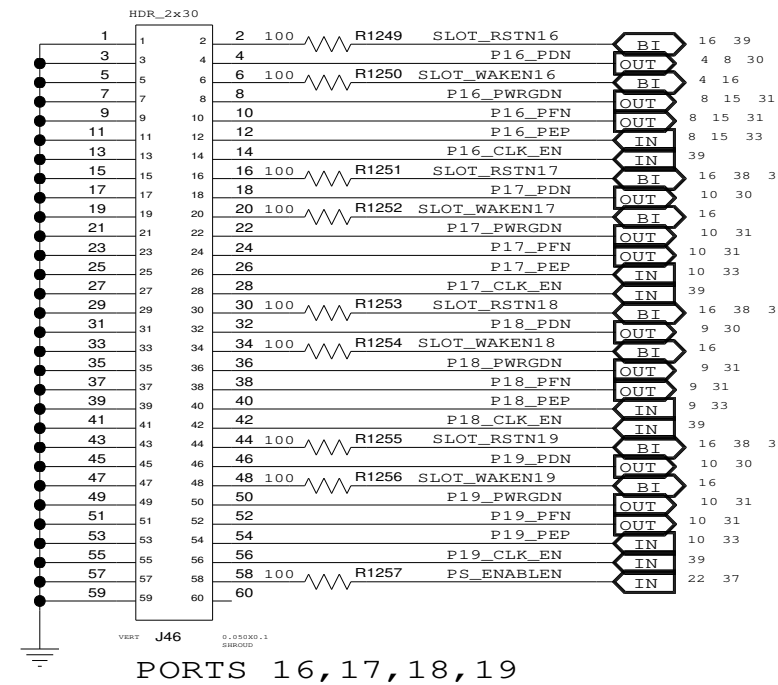 HDR_2x30
1 1 2 2 100 R1249 SLOT_RSTN16 BI 16 39
3 3 4 4 P16_PDN OUT 4 8 30
5 5 6 6 100 R1250 SLOT_WAKEN16 BI 4 16
7 7 8 8 P16_PWRGDN OUT 8 15 31
9 9 10 10 P16_PFN OUT 8 15 31
11 11 12 12 P16_PEP IN 8 15 33
13 13 14 14 P16_CLK_EN IN 39
15 15 16 16 100 R1251 SLOT_RSTN17 BI 16 38 3
17 17 18 18 P17_PDN OUT 10 30
19 19 20 20 100 R1252 SLOT_WAKEN17 BI 16
21 21 22 22 P17_PWRGDN OUT 10 31
23 23 24 24 P17_PFN OUT 10 31
25 25 26 26 P17_PEP IN 10 33
27 27 28 28 P17_CLK_EN IN 39
29 29 30 30 100 R1253 SLOT_RSTN18 BI 16 38 3
31 31 32 32 P18_PDN OUT 9 30
33 33 34 34 100 R1254 SLOT_WAKEN18 BI 16
35 35 36 36 P18_PWRGDN OUT 9 31
37 37 38 38 P18_PFN OUT 9 31
39 39 40 40 P18_PEP IN 9 33
41 41 42 42 P18_CLK_EN IN 39
43 43 44 44 100 R1255 SLOT_RSTN19 BI 16 38 3
45 45 46 46 P19_PDN OUT 10 30
47 47 48 48 100 R1256 SLOT_WAKEN19 BI 16
49 49 50 50 P19_PWRGDN OUT 10 31
51 51 52 52 P19_PFN OUT 10 31
53 53 54 54 P19_PEP IN 10 33
55 55 56 56 P19_CLK_EN IN 39
57 57 58 58 100 R1257 PS_ENABLEN IN 22 37
59 59 60 60
VERT J46 0.050X0.1
SHROUD
PORTS 16,17,18,19